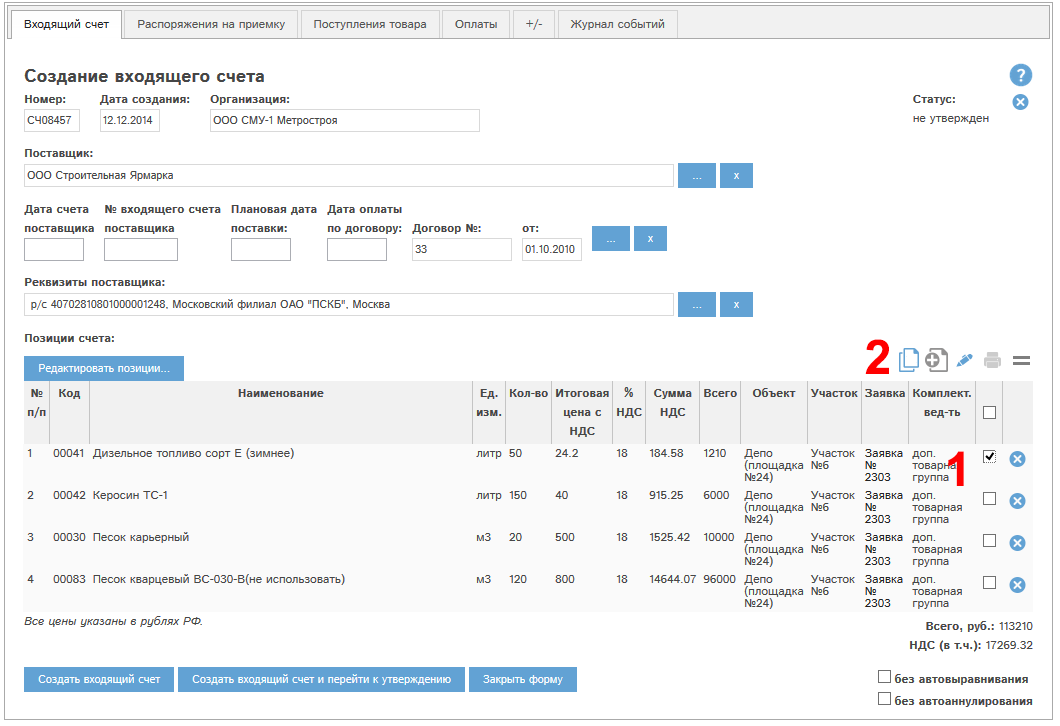 Входящий счет Распоряжения на приемку Поступления товара Оплаты +/- Журнал событий
Создание входящего счета ?
Номер: Дата создания: Организация: Статус:
СЧ08457 12.12.2014 ООО СМУ-1 Метростроя не утвержден
Поставщик:
ООО Строительная Ярмарка ... x
Дата счета № входящего счета Плановая дата Дата оплаты
поставщика поставщика поставки: по договору: Договор №: от:
33 01.10.2010 ... x
Реквизиты поставщика:
р/с 40702810801000001248, Московский филиал ОАО "ПСКБ", Москва ... x
Позиции счета:
2
Редактировать позиции...
№ Код Наименование Ед. Кол-во Итоговая % Сумма Всего Объект Участок Заявка Комплект.
п/п изм. цена с НДС НДС вед-ть
НДС
1 00041 Дизельное топливо сорт Е (зимнее) литр 50 24.2 18 184.58 1210 Депо Участок Заявка доп.
(площадка №6 № товарная 1
№24) 2303 группа
2 00042 Керосин ТС-1 литр 150 40 18 915.25 6000 Депо Участок Заявка доп.
(площадка №6 № товарная
№24) 2303 группа
3 00030 Песок карьерный м3 20 500 18 1525.42 10000 Депо Участок Заявка доп.
(площадка №6 № товарная
№24) 2303 группа
4 00083 Песок кварцевый ВС-030-В(не использовать) м3 120 800 18 14644.07 96000 Депо Участок Заявка доп.
(площадка №6 № товарная
№24) 2303 группа
Все цены указаны в рублях РФ.
Всего, руб.: 113210
НДС (в т.ч.): 17269.32
Создать входящий счет Создать входящий счет и перейти к утверждению Закрыть форму
без автовыравнивания
без автоаннулирования